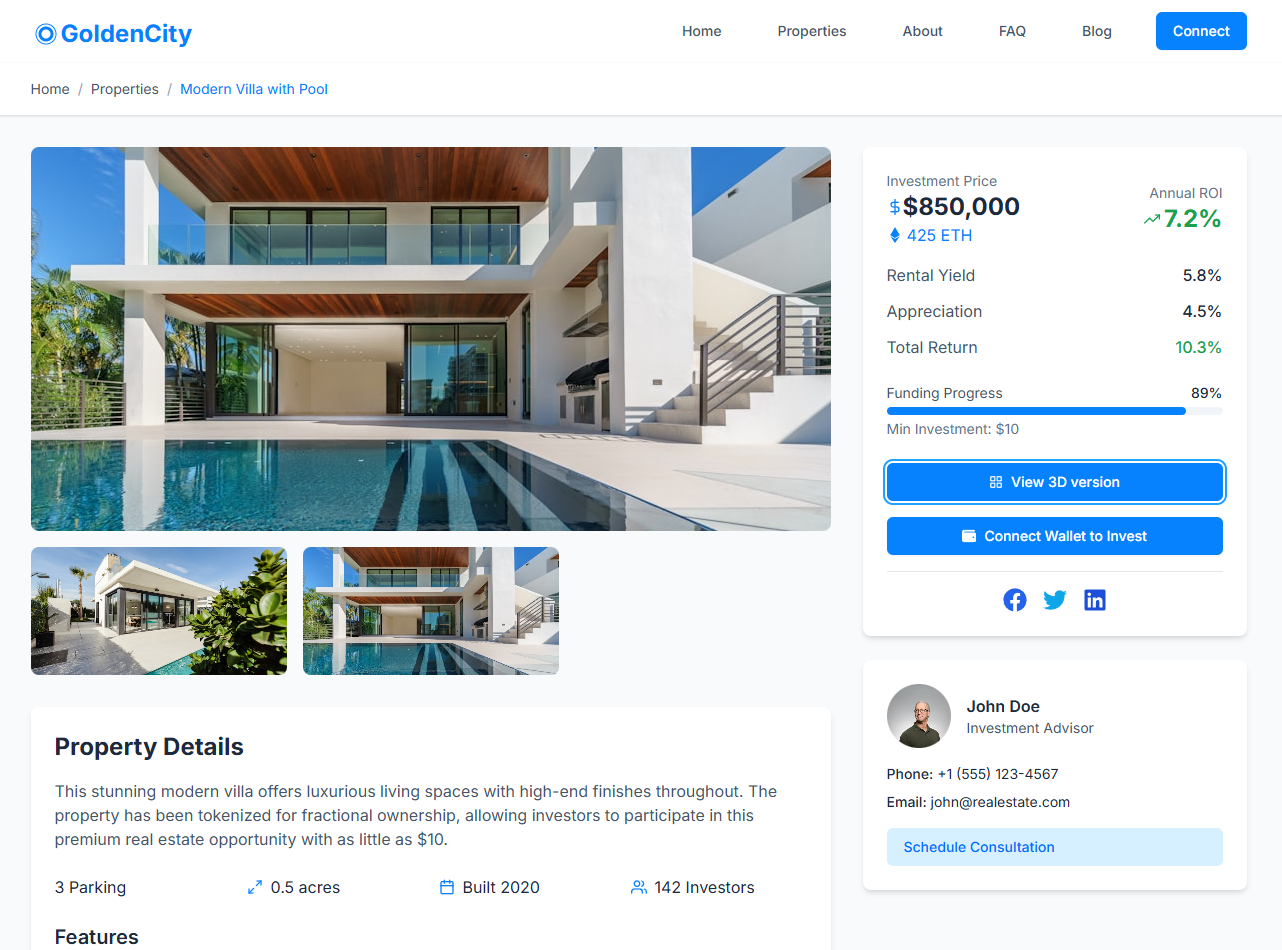 GoldenCity
Home
Properties
About
FAQ
Blog
Connect
Home / Properties / Modern Villa with Pool
Investment Price
$$850,000
425 ETH
Annual ROI
7.2%
Rental Yield 5.8%
Appreciation 4.5%
Total Return 10.3%
Funding Progress 89%
Min Investment: $10
View 3D version
Connect Wallet to Invest
John Doe
Investment Advisor
Phone: +1 (555) 123-4567
Email: john@realestate.com
Schedule Consultation
Property Details
This stunning modern villa offers luxurious living spaces with high-end finishes throughout. The
property has been tokenized for fractional ownership, allowing investors to participate in this
premium real estate opportunity with as little as $10.
3 Parking
0.5 acres
Built 2020
142 Investors
Features